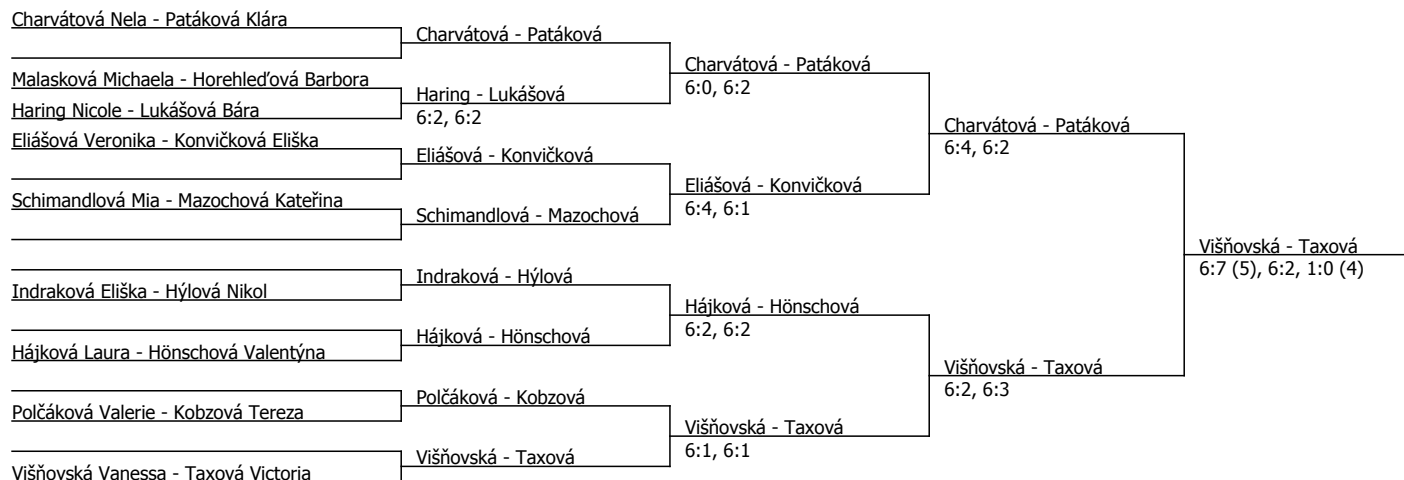 Charvátová Nela - Patáková Klára
Malasková Michaela - Horehleďová Barbora
Haring Nicole - Lukášová Bára
Eliášová Veronika - Konvičková Eliška
Schimandlová Mia - Mazochová Kateřina
Indraková Eliška - Hýlová Nikol
Hájková Laura - Hönschová Valentýna
Polčáková Valerie - Kobzová Tereza
Višňovská Vanessa - Taxová Victoria
Charvátová - Patáková
Haring - Lukášová
6:2, 6:2
Eliášová - Konvičková
Schimandlová - Mazochová
Indraková - Hýlová
Hájková - Hönschová
Polčáková - Kobzová
Višňovská - Taxová
Charvátová - Patáková
6:0, 6:2
Eliášová - Konvičková
6:4, 6:1
Hájková - Hönschová
6:2, 6:2
Višňovská - Taxová
6:1, 6:1
Charvátová - Patáková
6:4, 6:2
Višňovská - Taxová
6:2, 6:3
Višňovská - Taxová
6:7 (5), 6:2, 1:0 (4)